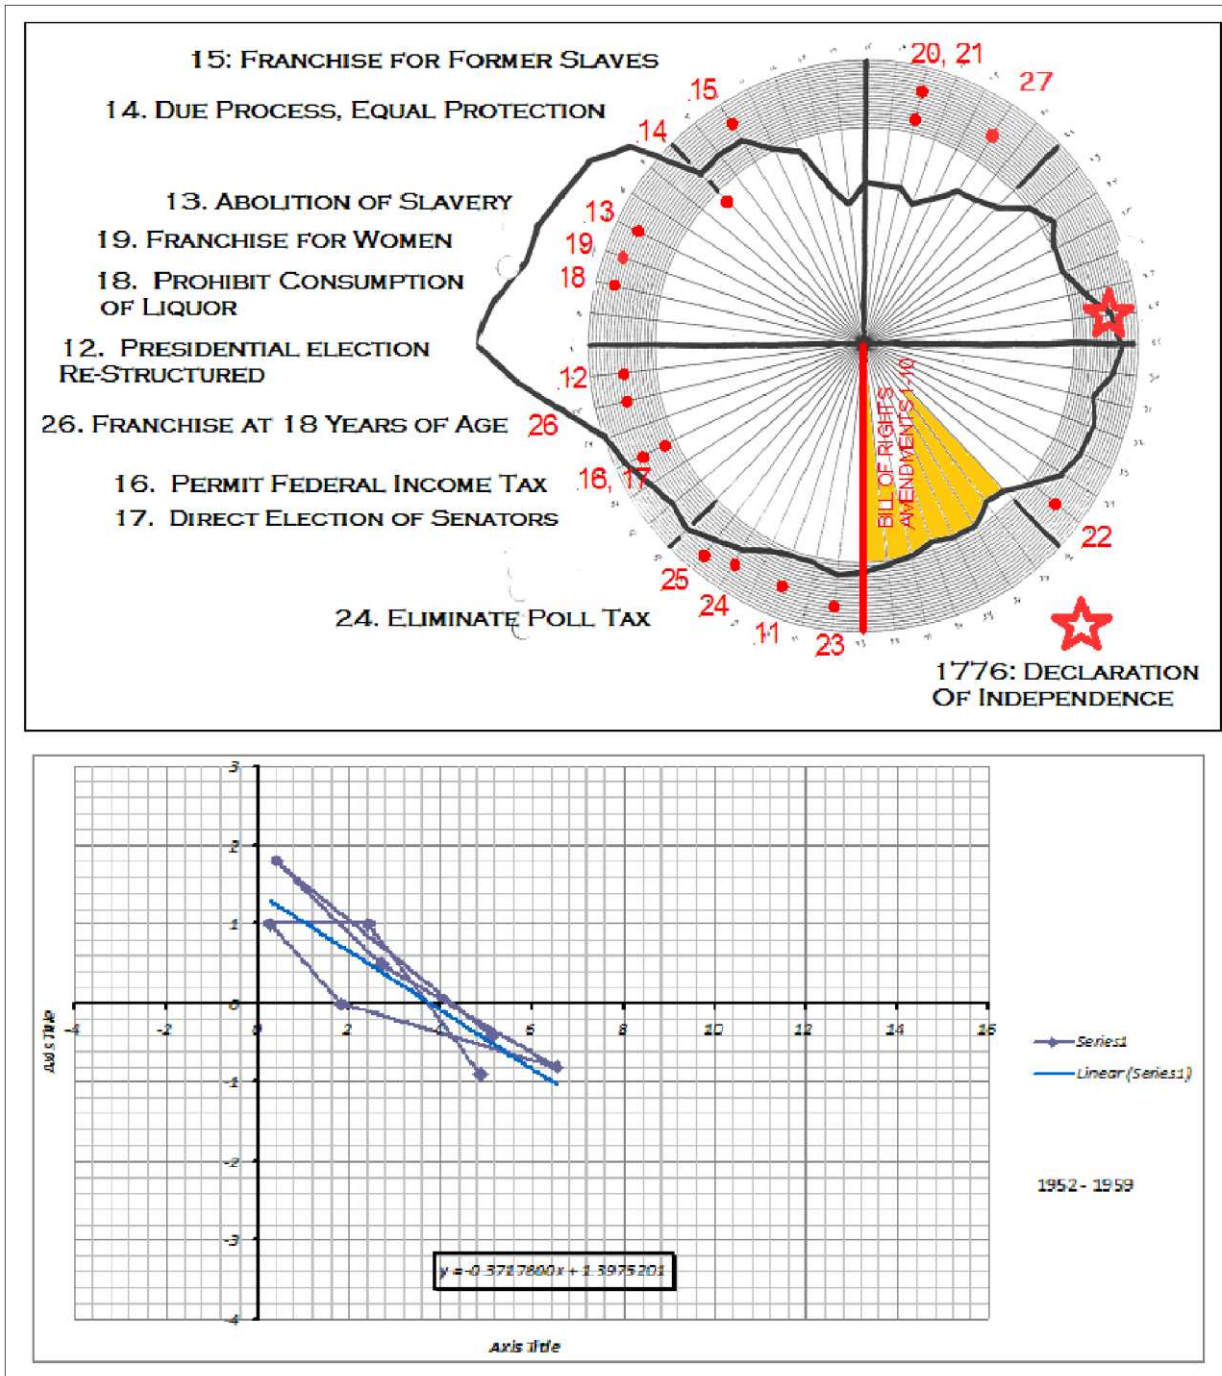 15: Franchise for Former Slaves
14. Due Process, Equal Protection
13. Abolition of Slavery
19. Franchise for Women
18. Prohibit Consumption
of Liquor
12. Presidential election
Re-Structured
26. Franchise at 18 Years of Age
16. Permit Federal Income Tax
17. Direct Election of Senators
24. Eliminate Poll Tax
20, 21
27
15
14
13
19
18
12
26
16, 17
25
24
11
23
22
BILL OF RIGHTS
AMENDMENTS 1-10
1776: Declaration
Of Independence
3
2
1
0
-1
-2
-3
-4
-4
-2
0
2
4
6
8
10
12
14
16
Axis Title
Axis Title
Series1
Linear (Series1)
1952 - 1959
y = -0.3717800x + 1.3975201